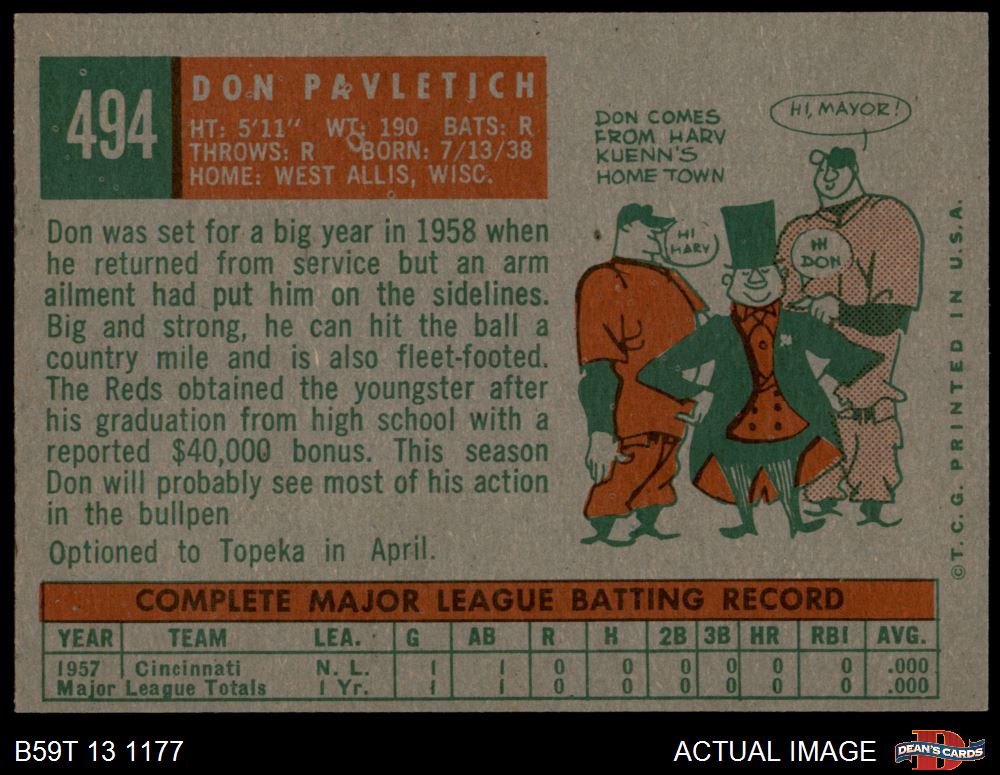 494
DON PAVLETICH
HT: 5'11" WT: 190 BATS: R
THROWS: R BORN: 7/13/38
HOME: WEST ALLIS, WISC.
DON COMES
FROM HARV
KUENN'S
HOME TOWN
HI, MAYOR!
HI
HARV
HI
DON
Don was set for a big year in 1958 when
he returned from service but an arm
ailment had put him on the sidelines.
Big and strong, he can hit the ball a
country mile and is also fleet-footed.
The Reds obtained the youngster after
his graduation from high school with a
reported $40,000 bonus. This season
Don will probably see most of his action
in the bullpen
Optioned to Topeka in April.
©T. C. G. PRINTED IN U.S.A.
COMPLETE MAJOR LEAGUE BATTING RECORD
YEAR TEAM LEA. G AB R H 2B 3B HR RBI AVG.
1957 Cincinnati N. L. 1 1 0 0 0 0 0 0 .000
Major League Totals 1 Yr. 1 1 0 0 0 0 0 0 .000
B59T 13 1177
ACTUAL IMAGE
DEAN'S CARDS